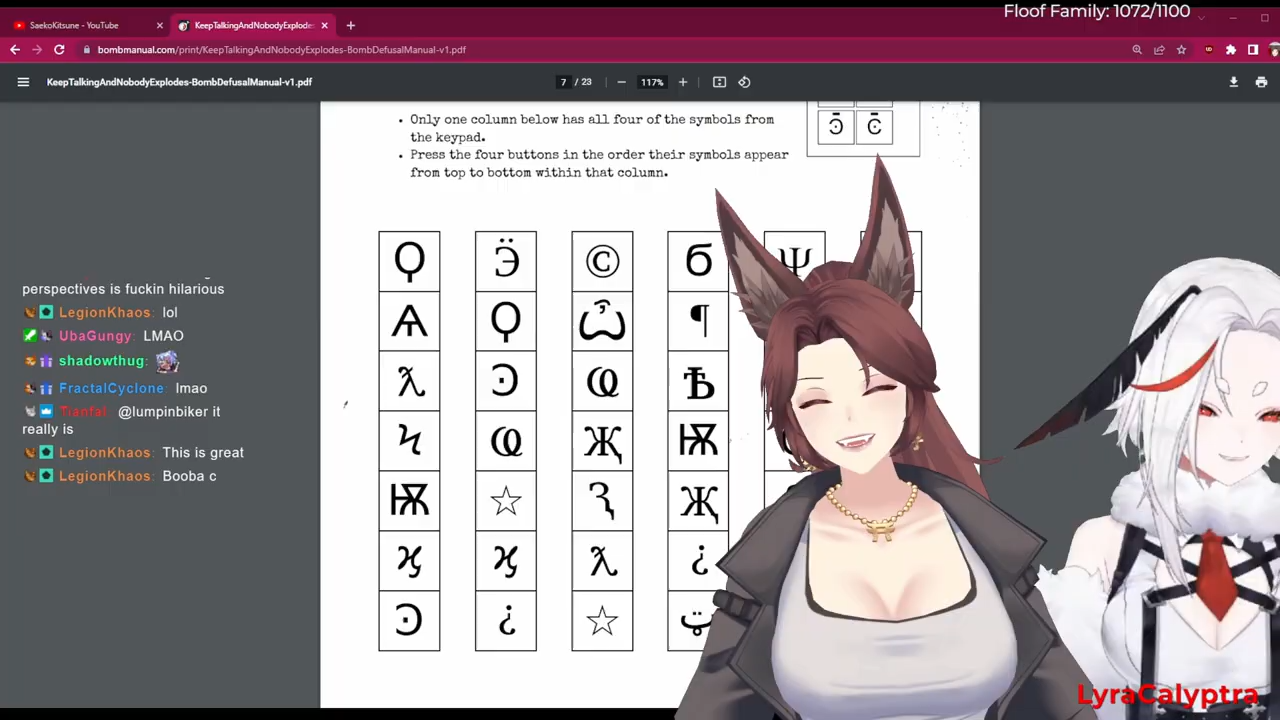 Floof Family: 1072/1100
SaekoKitsune - YouTube
KeepTalkingAndNobodyExplodes-
bombmanual.com/print/KeepTalkingAndNobodyExplodes-BombDefusalManual-v1.pdf
KeepTalkingAndNobodyExplodes-BombDefusalManual-v1.pdf
7 / 23
117%
• Only one column below has all four of the symbols from
the keypad.
• Press the four buttons in the order their symbols appear
from top to bottom within that column.
Ͽ Ͼ
Ϙ Ӭ © б Ψ
Ѧ Ϙ Ѽ ¶
ƛ Ͽ Ҩ Ѣ
Ϟ Ҩ Җ Ѭ
Ѭ ☆ Ԇ Җ
ϗ ϗ ƛ ¿
Ͽ ¿ ☆
perspectives is fuckin hilarious
LegionKhaos: lol
UbaGungy: LMAO
shadowthug:
FractalCyclone lmao
Tianfal @lumpinbiker it
really is
LegionKhaos: This is great
LegionKhaos: Booba c
LyraCalyptra